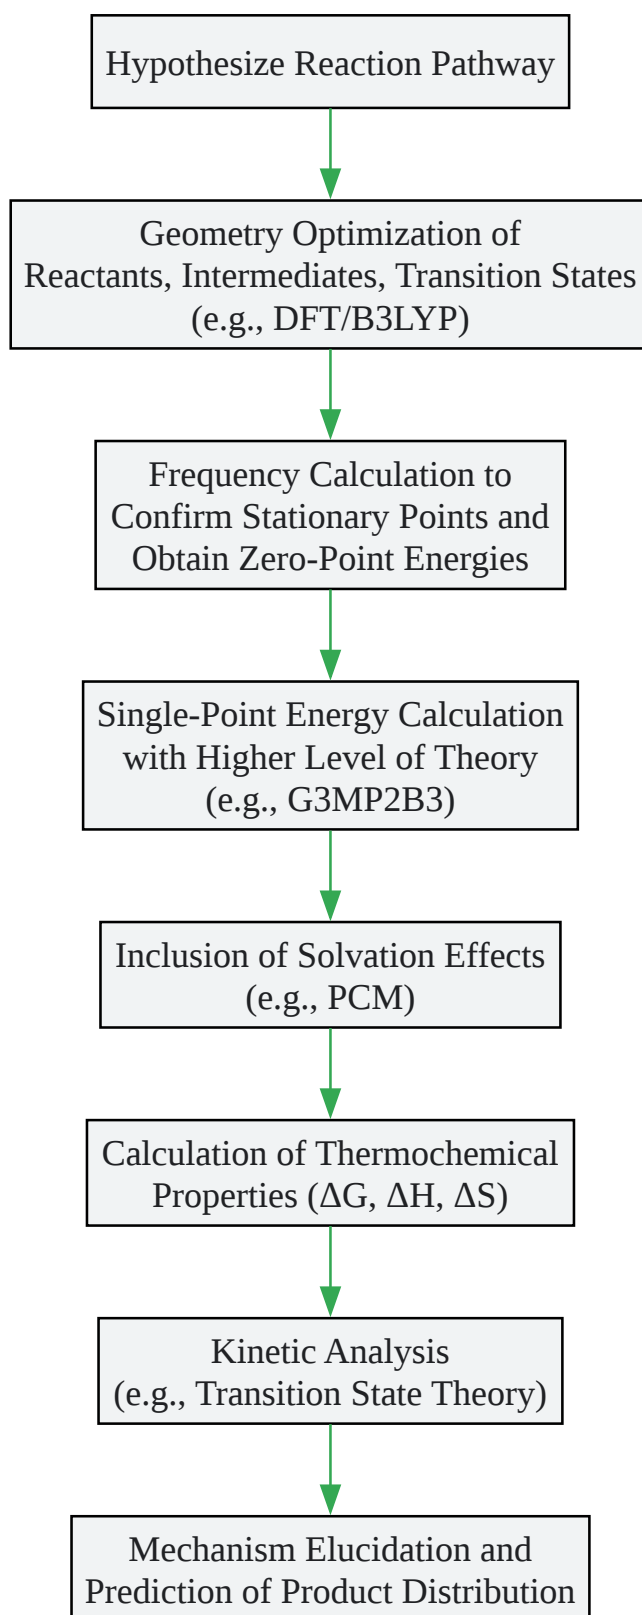 Hypothesize Reaction Pathway
Geometry Optimization of
Reactants, Intermediates, Transition States
(e.g., DFT/B3LYP)
Frequency Calculation to
Confirm Stationary Points and
Obtain Zero-Point Energies
Single-Point Energy Calculation
with Higher Level of Theory
(e.g., G3MP2B3)
Inclusion of Solvation Effects
(e.g., PCM)
Calculation of Thermochemical
Properties (ΔG, ΔH, ΔS)
Kinetic Analysis
(e.g., Transition State Theory)
Mechanism Elucidation and
Prediction of Product Distribution